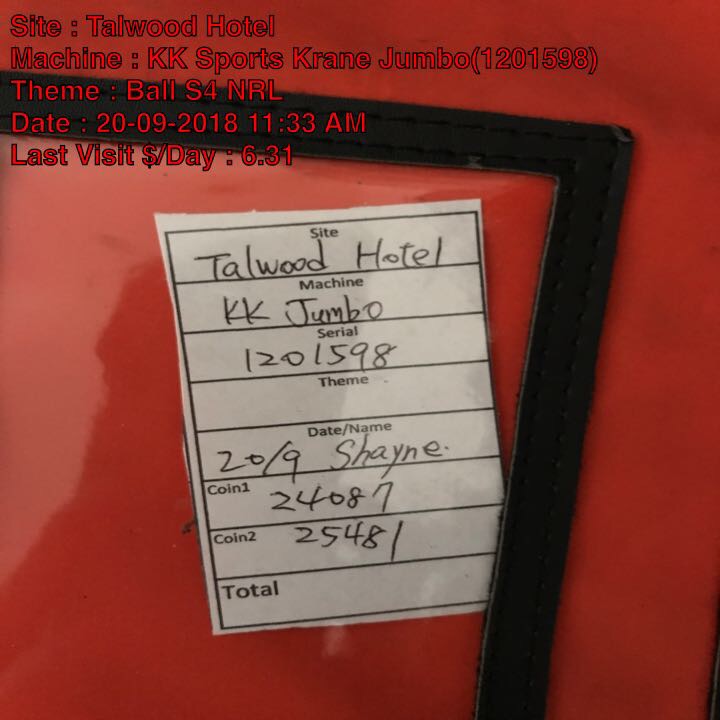 Site : Talwood Hotel
Machine : KK Sports Krane Jumbo(1201598)
Theme : Ball S4 NRL
Date : 20-09-2018 11:33 AM
Last Visit $/Day : 6.31
Site
Talwood Hotel
Machine
KK Jumbo
Serial
1201598
Theme
Date/Name
20/9 Shayne.
Coin1 24087
Coin2 25481
Total